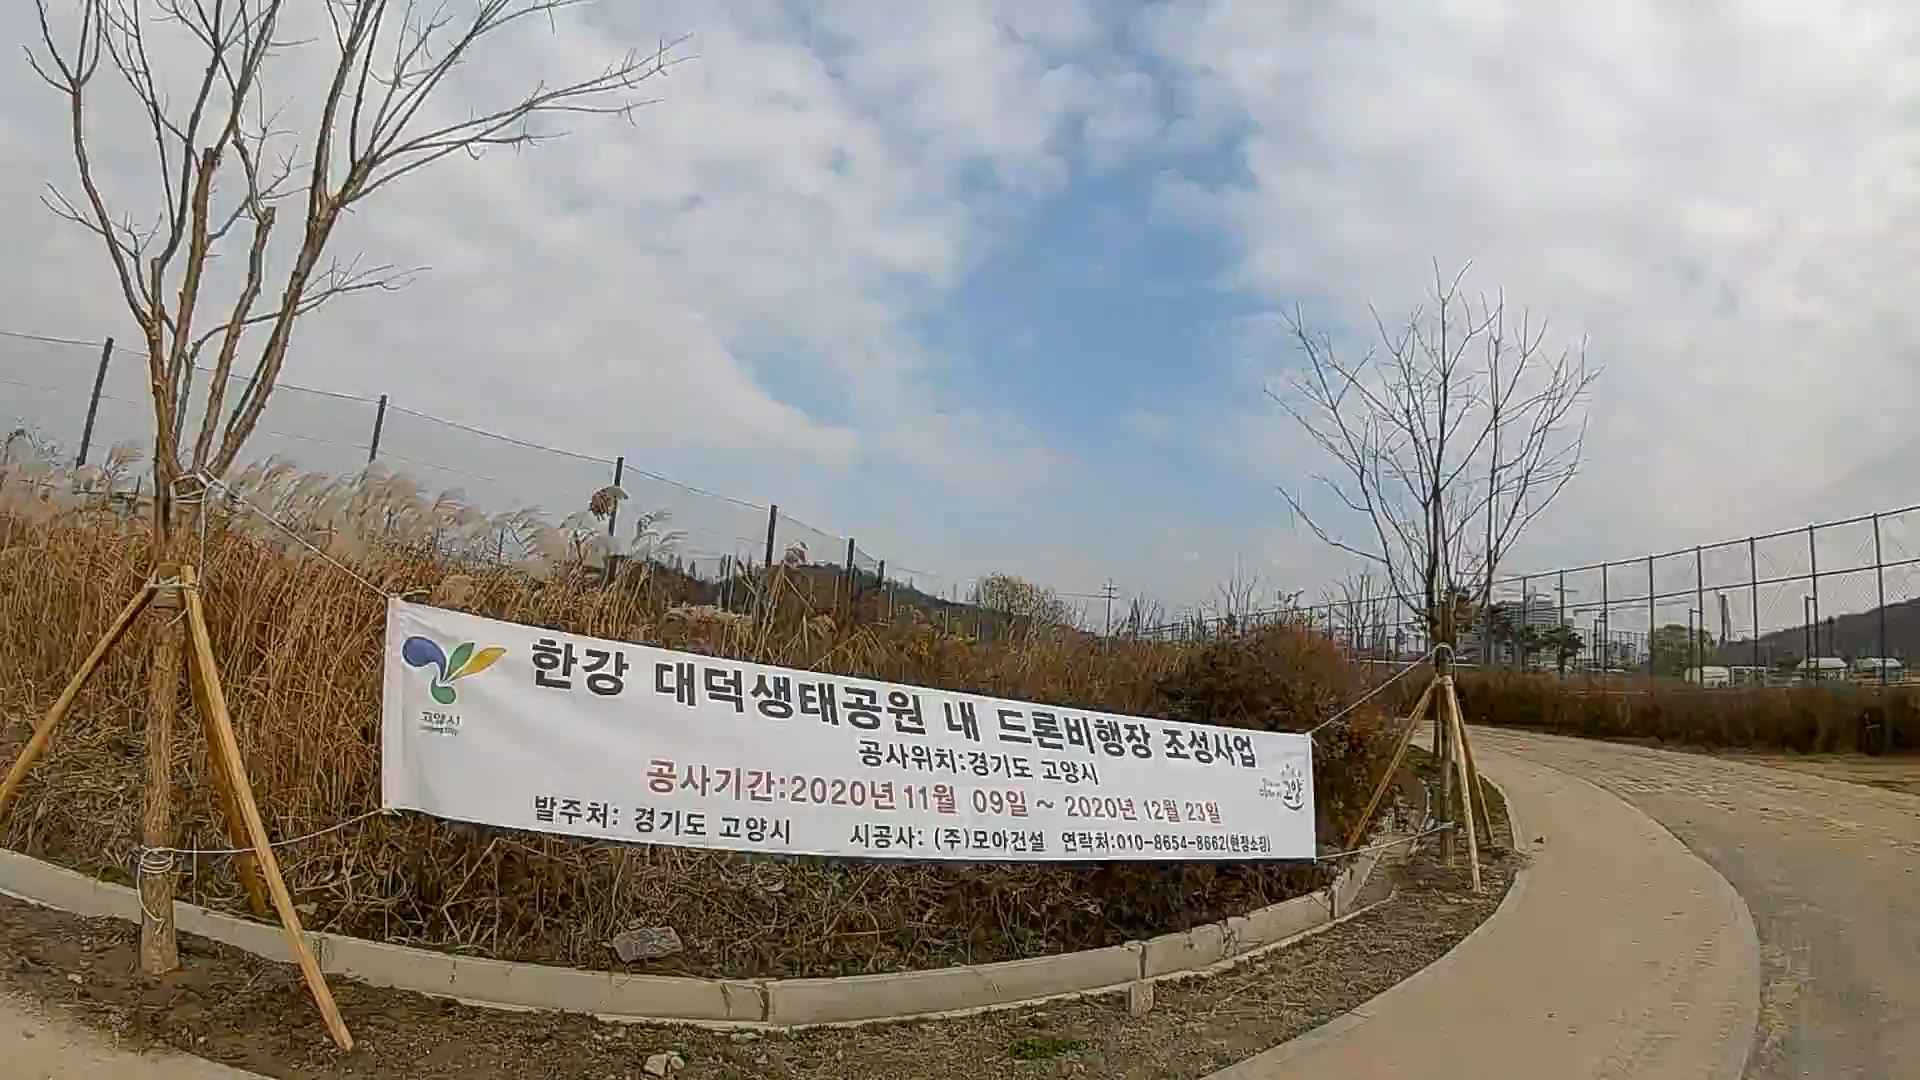 한강 대덕생태공원 내 드론비행장 조성사업
공사위치:경기도 고양시
공사기간:2020년 11월 09일 ~ 2020년 12월 23일
발주처: 경기도 고양시 시공사: (주)모아건설 연락처:010-8654-8662(현장소장)
고양시
고양